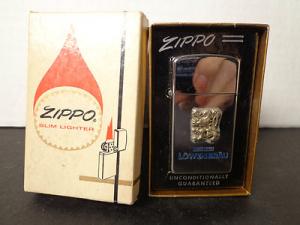 ZIPPO
SLIM LIGHTER
ZIPPO
LÖWENBRÄU
UNCONDITIONALLY
GUARANTEED